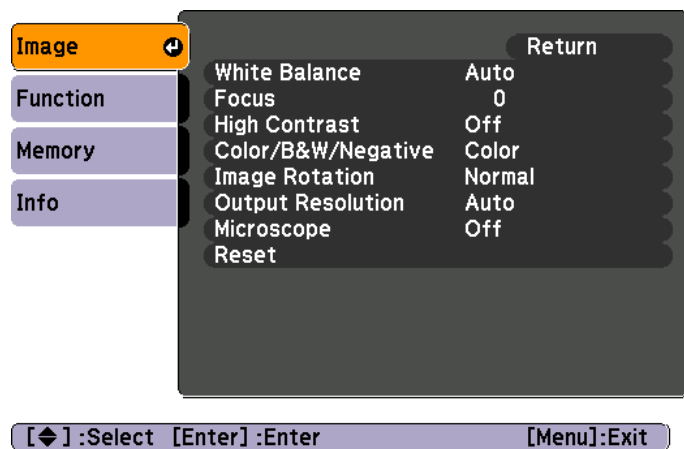 Image
Function
Memory
Info
Return
White Balance Auto
Focus 0
High Contrast Off
Color/B&W/Negative Color
Image Rotation Normal
Output Resolution Auto
Microscope Off
Reset
[◆] :Select [Enter] :Enter [Menu]:Exit